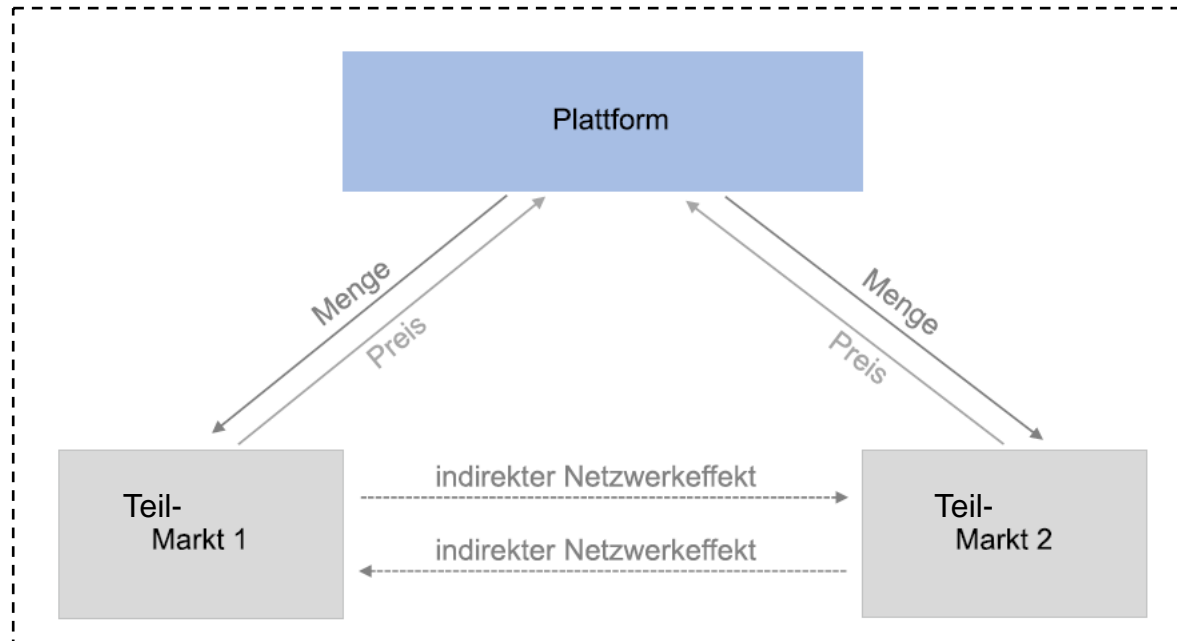 Plattform
Menge
Preis
Menge
Preis
Teil-
Markt 1
indirekter Netzwerkeffekt
indirekter Netzwerkeffekt
Teil-
Markt 2